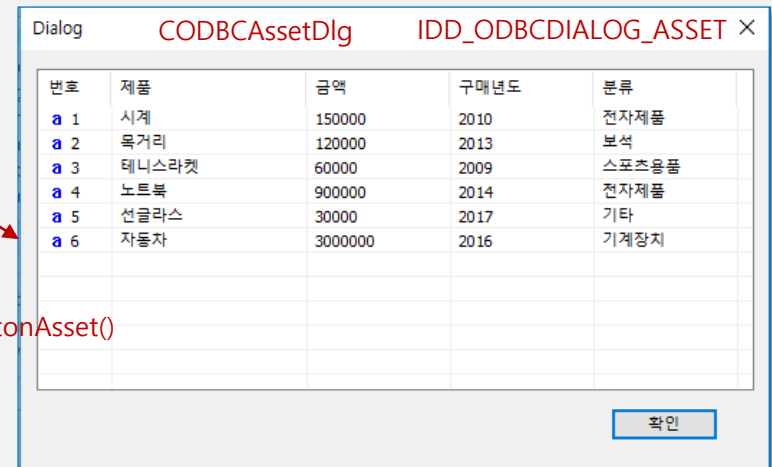 Dialog CODBCAssetDlg IDD_ODBCDIALOG_ASSET
번호 제품 금액 구매년도 분류
a 1 시계 150000 2010 전자제품
a 2 목거리 120000 2013 보석
a 3 테니스라켓 60000 2009 스포츠용품
a 4 노트북 900000 2014 전자제품
a 5 선글라스 30000 2017 기타
a 6 자동차 3000000 2016 기계장치
onAsset()
확인